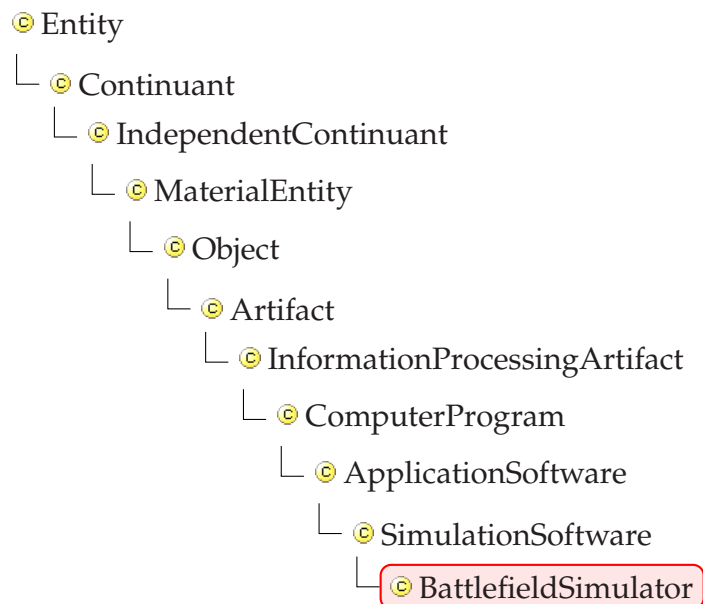 © Entity
© Continuant
© IndependentContinuant
© MaterialEntity
© Object
© Artifact
© InformationProcessingArtifact
© ComputerProgram
© ApplicationSoftware
© SimulationSoftware
© BattlefieldSimulator